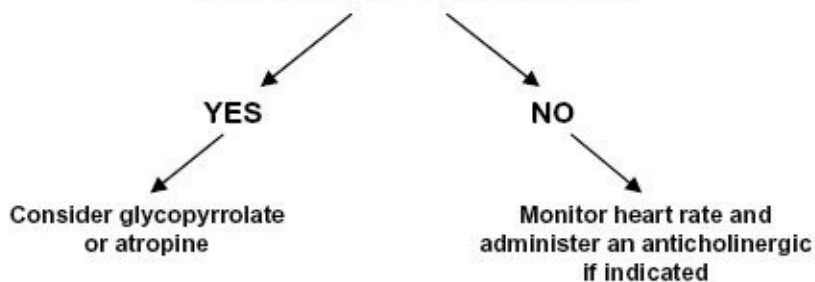 YES
NO
Consider glycopyrrolate
or atropine
Monitor heart rate and
administer an anticholinergic
if indicated